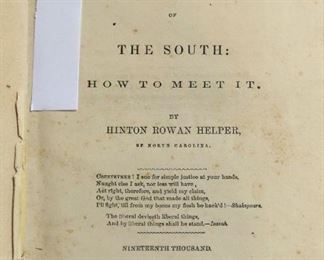 OF
THE SOUTH:
HOW TO MEET IT.
BY
HINTON ROWAN HELPER,
OF NORTH CAROLINA.
COUNTRYMEN! I sue for simple justice at your hands,
Naught else I ask, nor less will have;
Act right, therefore, and yield my claim,
Or, by the great God that made all things,
I'll fight, till from my bones my flesh be hack'd!—Shakspeare.
The liberal deviseth liberal things,
And by liberal things shall he stand.—Isaiah.
NINETEENTH THOUSAND.